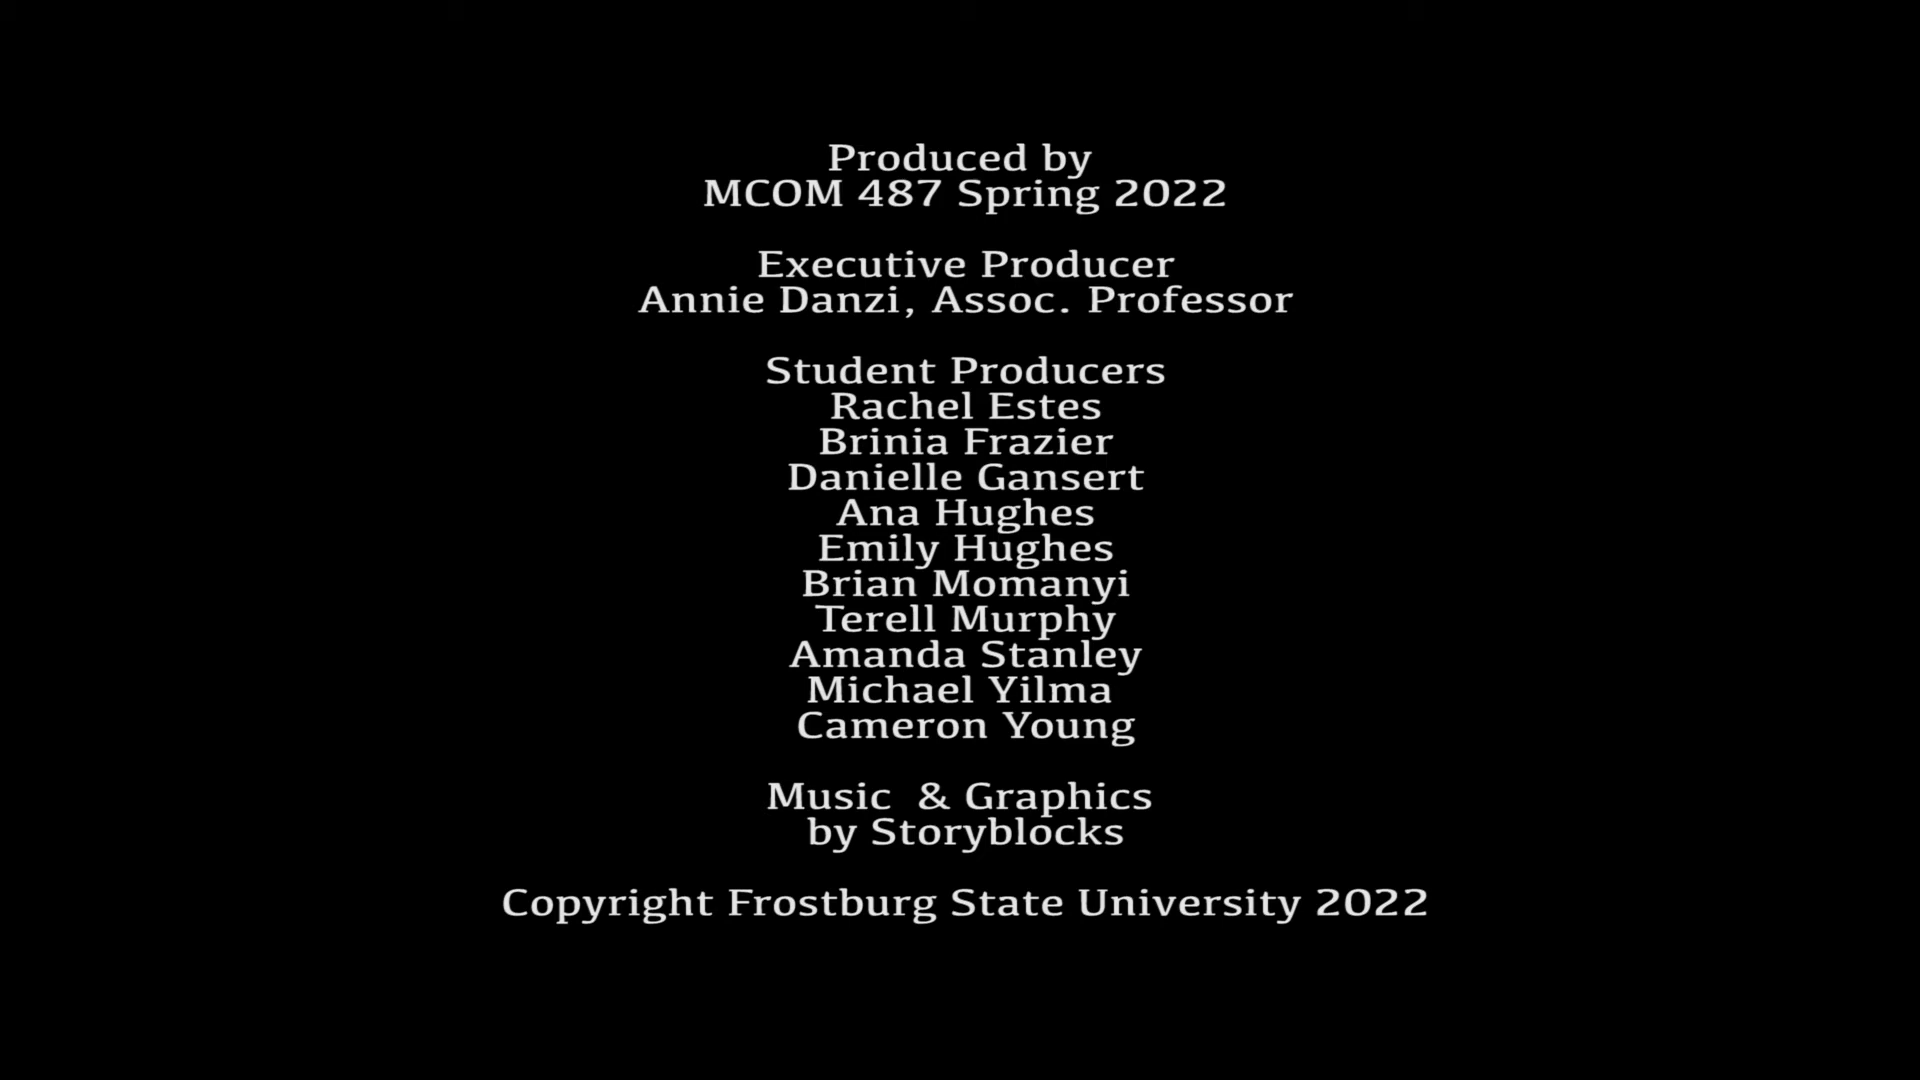 Produced by
MCOM 487 Spring 2022
Executive Producer
Annie Danzi, Assoc. Professor
Student Producers
Rachel Estes
Brinia Frazier
Danielle Gansert
Ana Hughes
Emily Hughes
Brian Momanyi
Terell Murphy
Amanda Stanley
Michael Yilma
Cameron Young
Music & Graphics
by Storyblocks
Copyright Frostburg State University 2022